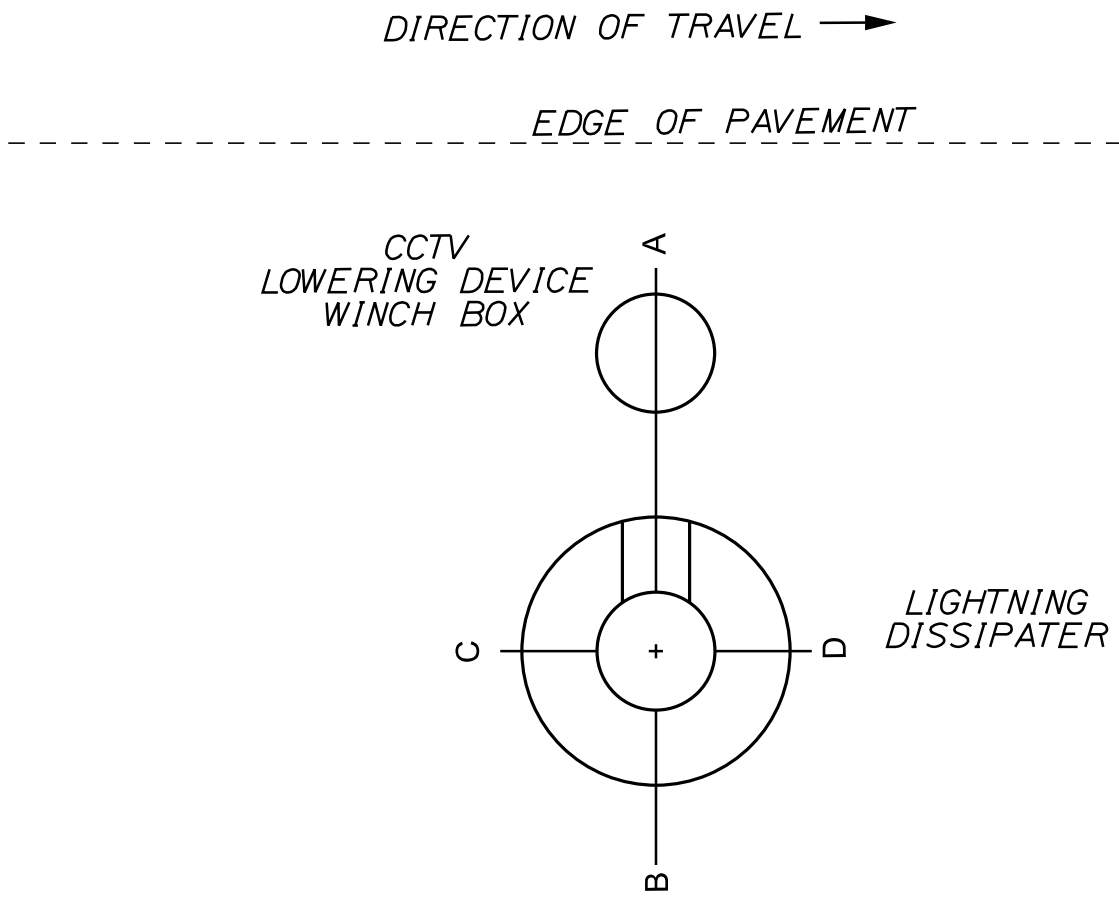 DIRECTION OF TRAVEL
EDGE OF PAVEMENT
A
CCTV
LOWERING DEVICE
WINCH BOX
LIGHTNING
DISSIPATER
C
D
B